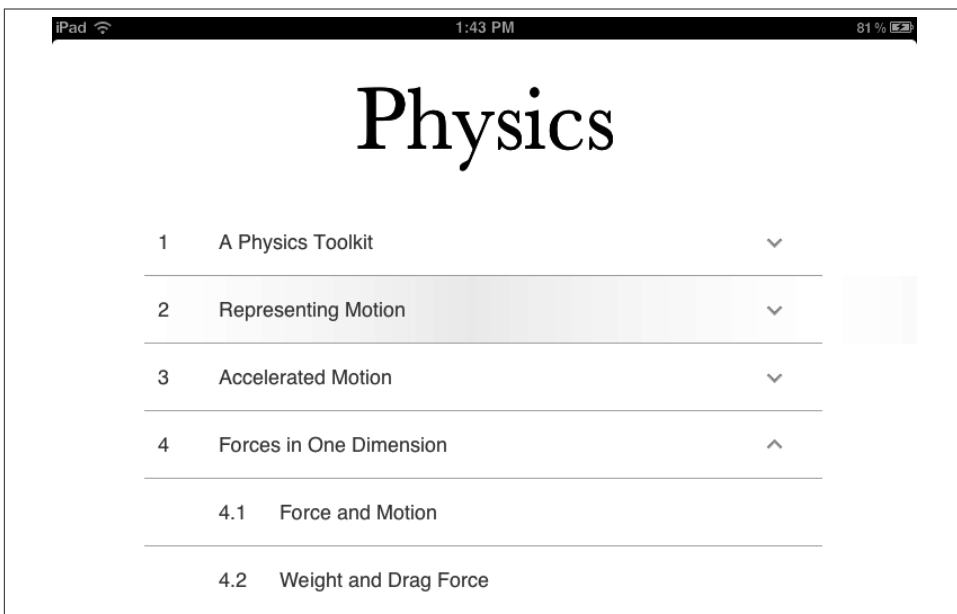 iPad 1:43 PM 81 %
Physics
1 A Physics Toolkit
2 Representing Motion
3 Accelerated Motion
4 Forces in One Dimension
4.1 Force and Motion
4.2 Weight and Drag Force